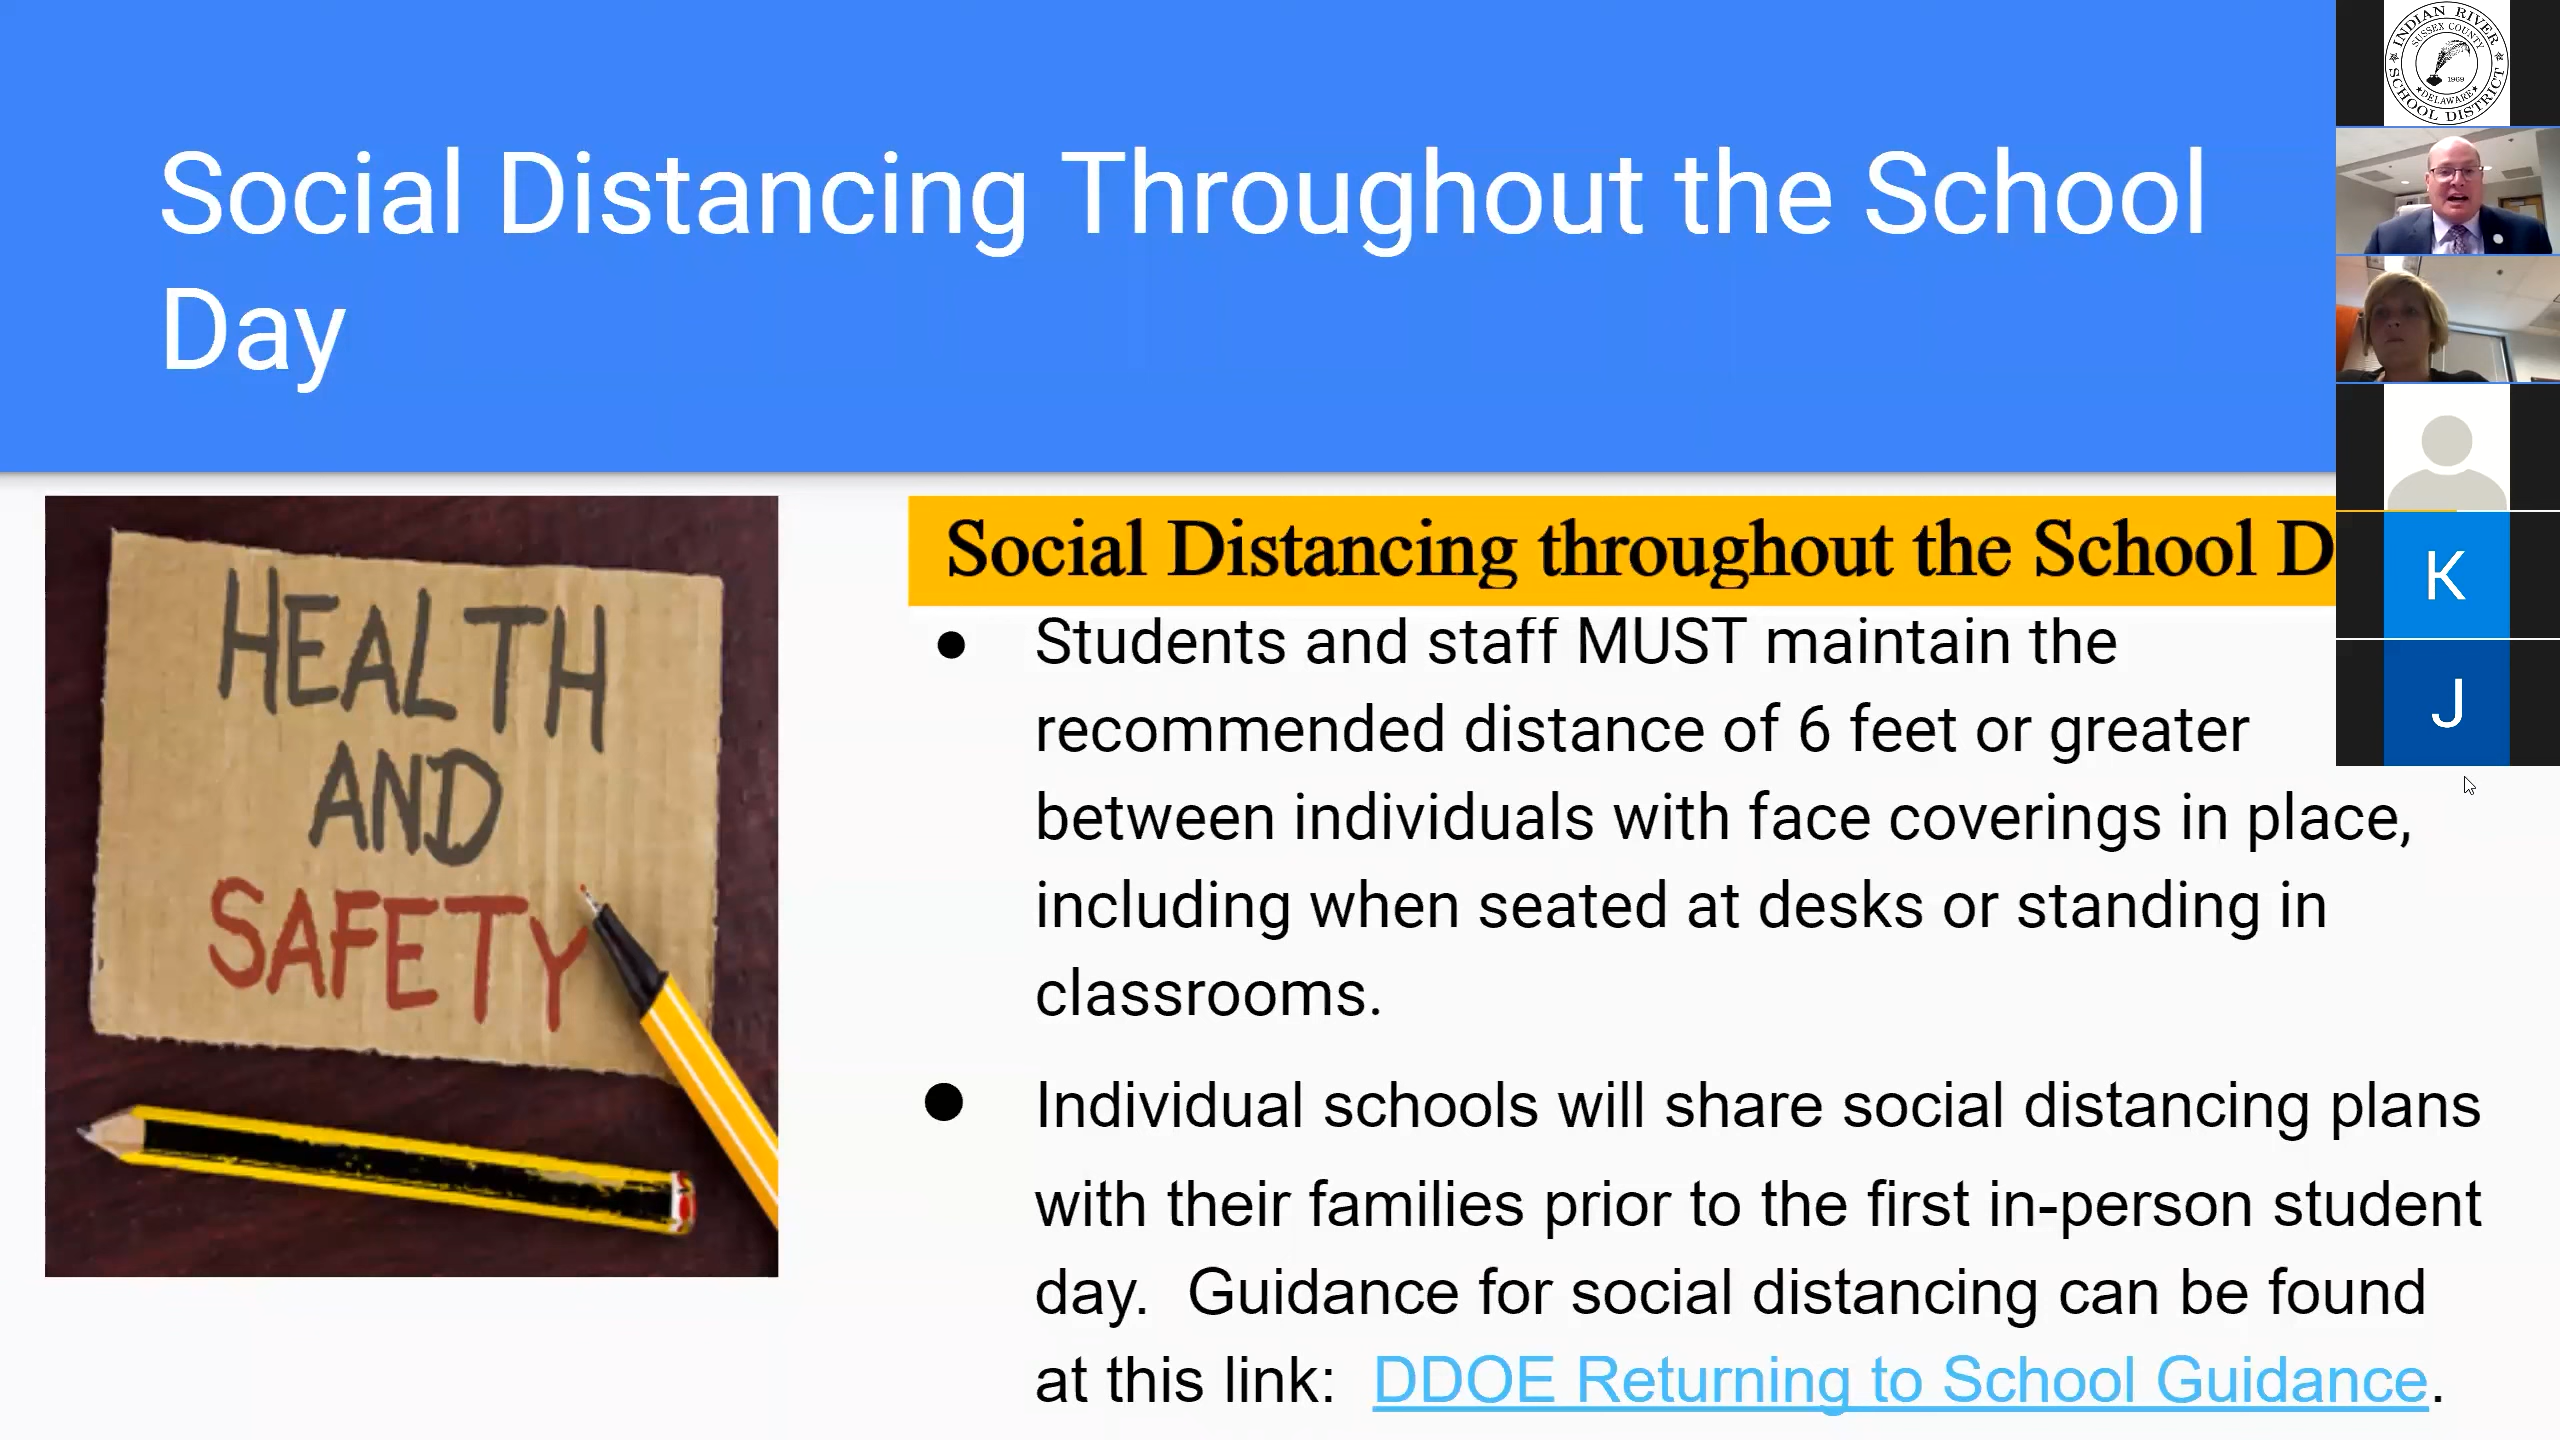 Social Distancing Throughout the School
Day
INDIAN RIVER
SUSSEX COUNTY
1969
DELAWARE
SCHOOL DISTRICT
HEALTH
AND
SAFETY
Social Distancing throughout the School D
● Students and staff MUST maintain the
recommended distance of 6 feet or greater
between individuals with face coverings in place,
including when seated at desks or standing in
classrooms.
● Individual schools will share social distancing plans
with their families prior to the first in-person student
day. Guidance for social distancing can be found
at this link: DDOE Returning to School Guidance.
K
J